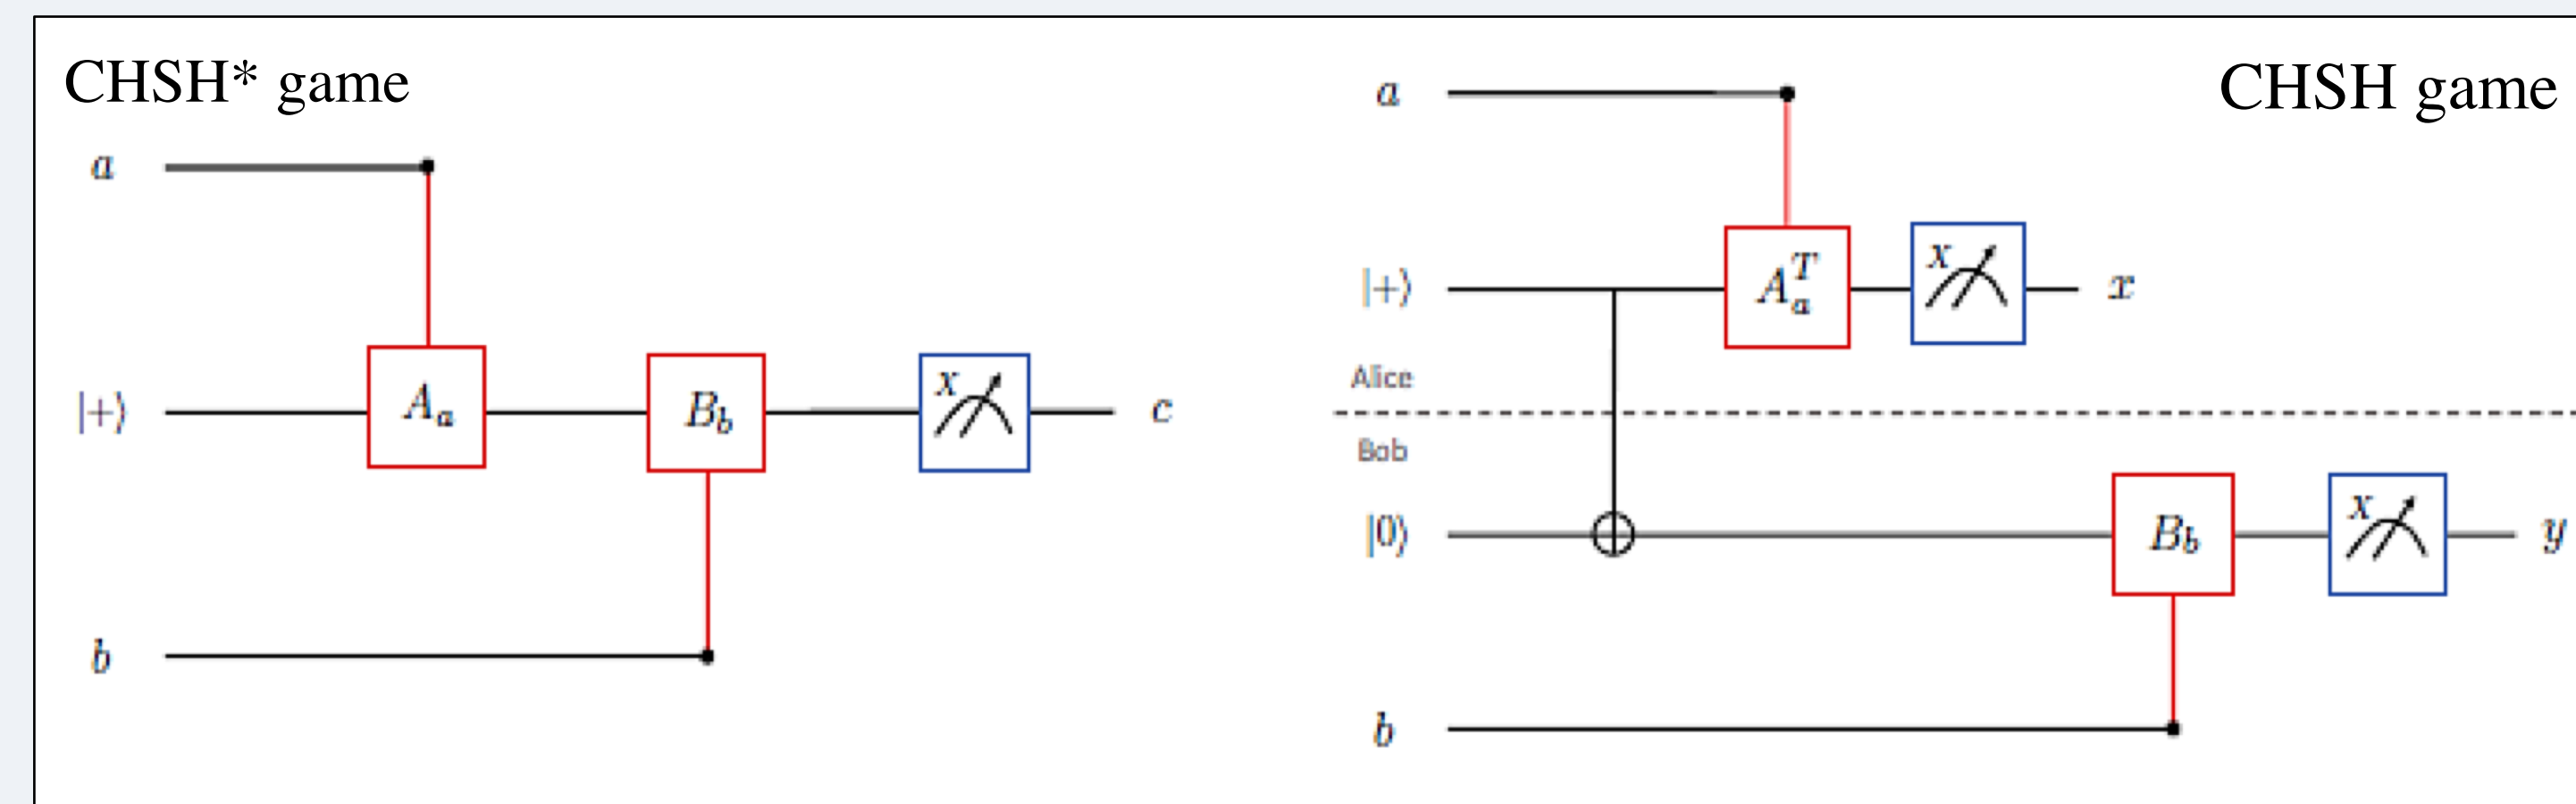 CHSH* game
a
|+⟩
A_a
B_b
x
c
b
CHSH game
a
|+⟩
A_a^T
x
x
Alice
Bob
|0⟩
B_b
x
y
b